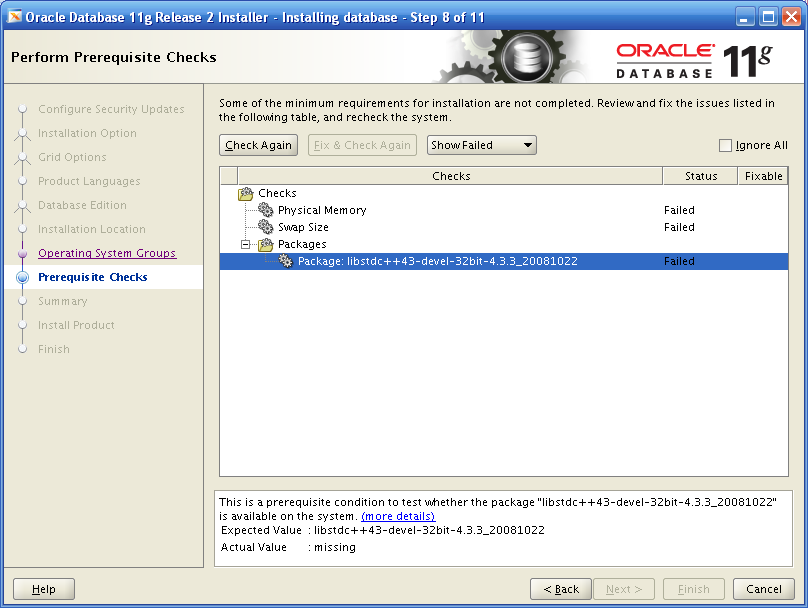 Oracle Database 11g Release 2 Installer - Installing database - Step 8 of 11
Perform Prerequisite Checks
ORACLE
DATABASE 11g
Configure Security Updates
Installation Option
Grid Options
Product Languages
Database Edition
Installation Location
Operating System Groups
Prerequisite Checks
Summary
Install Product
Finish
Some of the minimum requirements for installation are not completed. Review and fix the issues listed in
the following table, and recheck the system.
Check Again Fix & Check Again Show Failed Ignore All
Checks Status Fixable
Checks
Physical Memory Failed
Swap Size Failed
Packages
Package: libstdc++43-devel-32bit-4.3.3_20081022 Failed
This is a prerequisite condition to test whether the package "libstdc++43-devel-32bit-4.3.3_20081022"
is available on the system. (more details)
Expected Value : libstdc++43-devel-32bit-4.3.3_20081022
Actual Value : missing
Help < Back Next > Finish Cancel